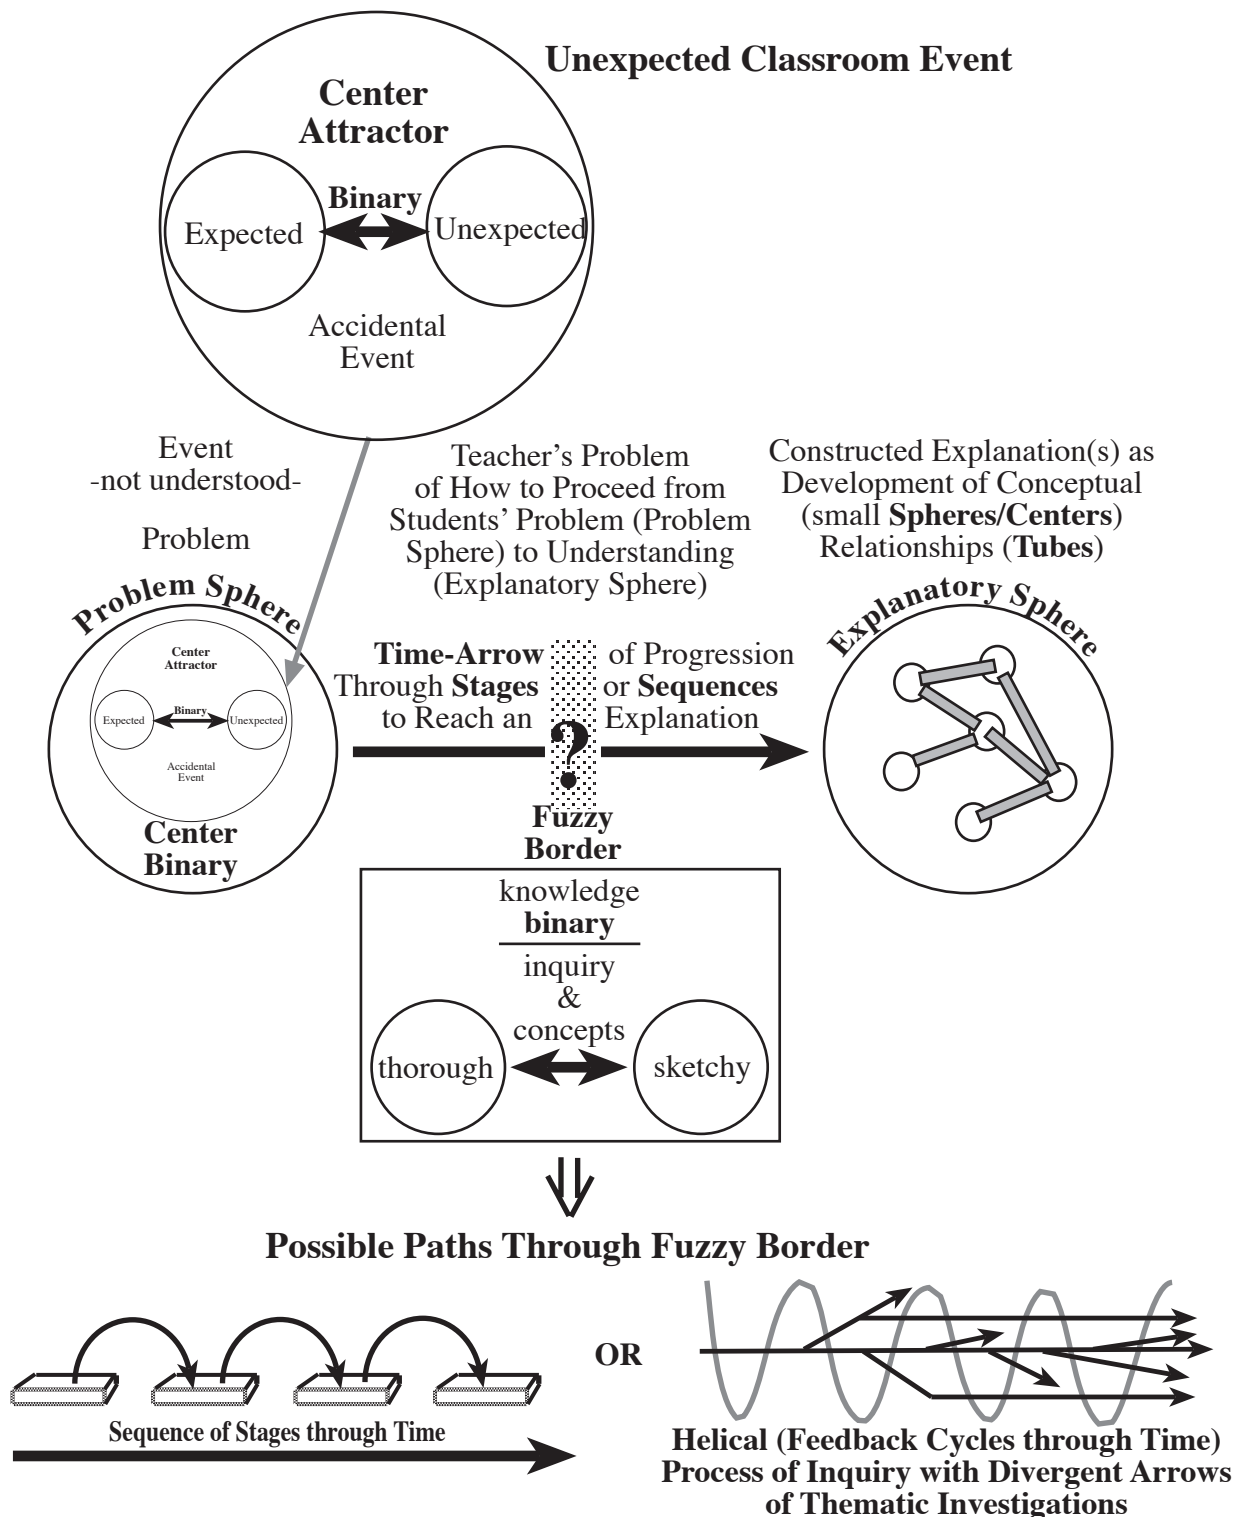 Unexpected Classroom Event
Center
Attractor
Binary
Expected
Unexpected
Accidental
Event
Event
-not understood-
Problem
Teacher’s Problem
of How to Proceed from
Students’ Problem (Problem
Sphere) to Understanding
(Explanatory Sphere)
Constructed Explanation(s) as
Development of Conceptual
(small Spheres/Centers)
Relationships (Tubes)
Problem Sphere
Center
Attractor
Binary
Expected
Unexpected
Accidental
Event
Center
Binary
Time-Arrow of Progression
Through Stages or Sequences
to Reach an Explanation
?
Fuzzy
Border
Explanatory Sphere
knowledge
binary
inquiry
&
concepts
thorough
sketchy
Possible Paths Through Fuzzy Border
Sequence of Stages through Time
OR
Helical (Feedback Cycles through Time)
Process of Inquiry with Divergent Arrows
of Thematic Investigations